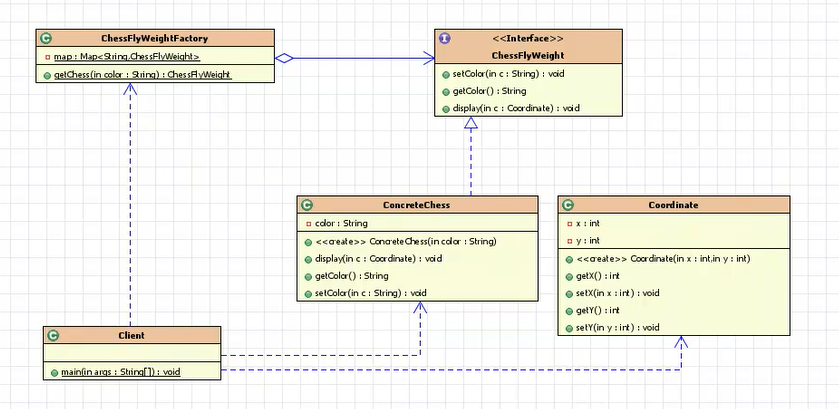 ChessFlyWeightFactory
map : Map<String,ChessFlyWeight>
getChess(in color : String) : ChessFlyWeight
<<Interface>>
ChessFlyWeight
setColor(in c : String) : void
getColor() : String
display(in c : Coordinate) : void
ConcreteChess
color : String
<<create>> ConcreteChess(in color : String)
display(in c : Coordinate) : void
getColor() : String
setColor(in c : String) : void
Coordinate
x : int
y : int
<<create>> Coordinate(in x : int,in y : int)
getX() : int
setX(in x : int) : void
getY() : int
setY(in y : int) : void
Client
main(in args : String[]) : void